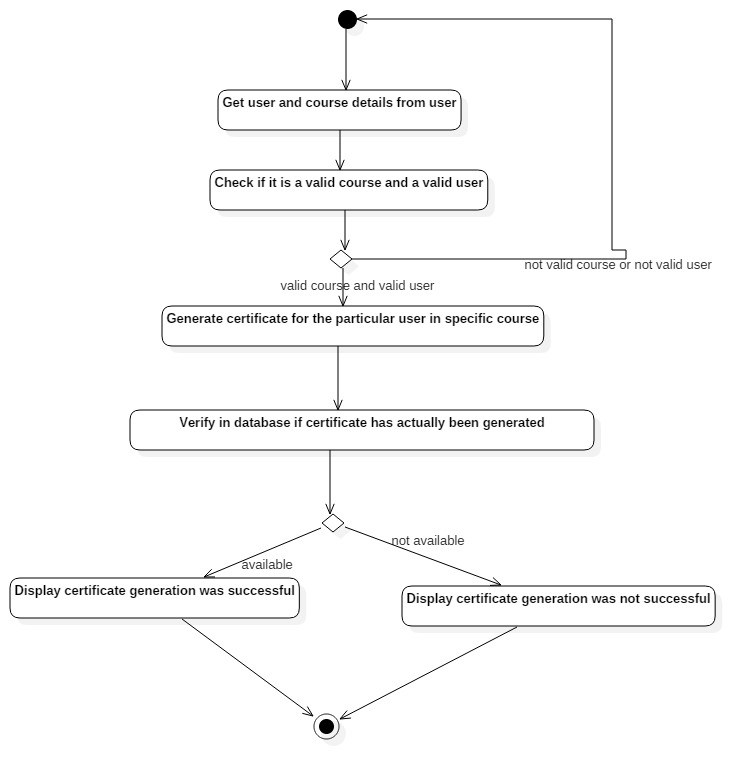 Get user and course details from user
Check if it is a valid course and a valid user
not valid course or not valid user
valid course and valid user
Generate certificate for the particular user in specific course
Verify in database if certificate has actually been generated
not available
available
Display certificate generation was successful
Display certificate generation was not successful